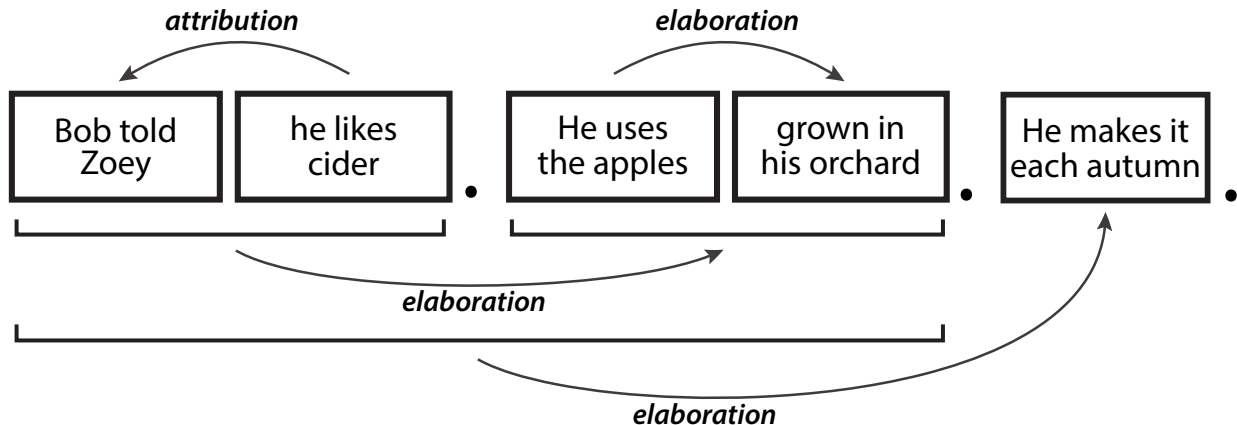 attribution
elaboration
Bob told
Zoey
he likes
cider
.
He uses
the apples
grown in
his orchard
.
He makes it
each autumn
.
elaboration
elaboration